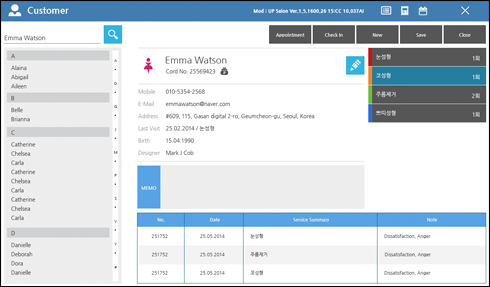 Customer
Mod : UP Salon Ver.1,5,1600,26 15:CC 10,037AI
Emma Watson
Appointment Check in New Save Close
A
Alaina
Abigail
Aileen
B
Belle
Brianna
C
Catherine
Chelsea
Carla
Catherine
Chelsea
Carla
Catherine
Chelsea
Carla
D
Danielle
Deborah
Dora
Danielle
Emma Watson
Cord No. 25569423
Mobile 010-5354-2568
E-Mail emmawatson@naver.com
Address #609, 115, Gasan digital 2-ro, Geumcheon-gu, Seoul, Korea
Last Visit 25.02.2014 / 눈성형
Birth 15.04.1990
Designer Mark J Cob
눈성형 1회
코성형 1회
주름제거 2회
쁘띠성형 1회
MEMO
No. Date Service Summary Note
251752 25.05.2014 눈성형 Dissatisfaction, Anger
251752 25.05.2014 주름제거 Dissatisfaction, Anger
251752 25.05.2014 코성형 Dissatisfaction, Anger